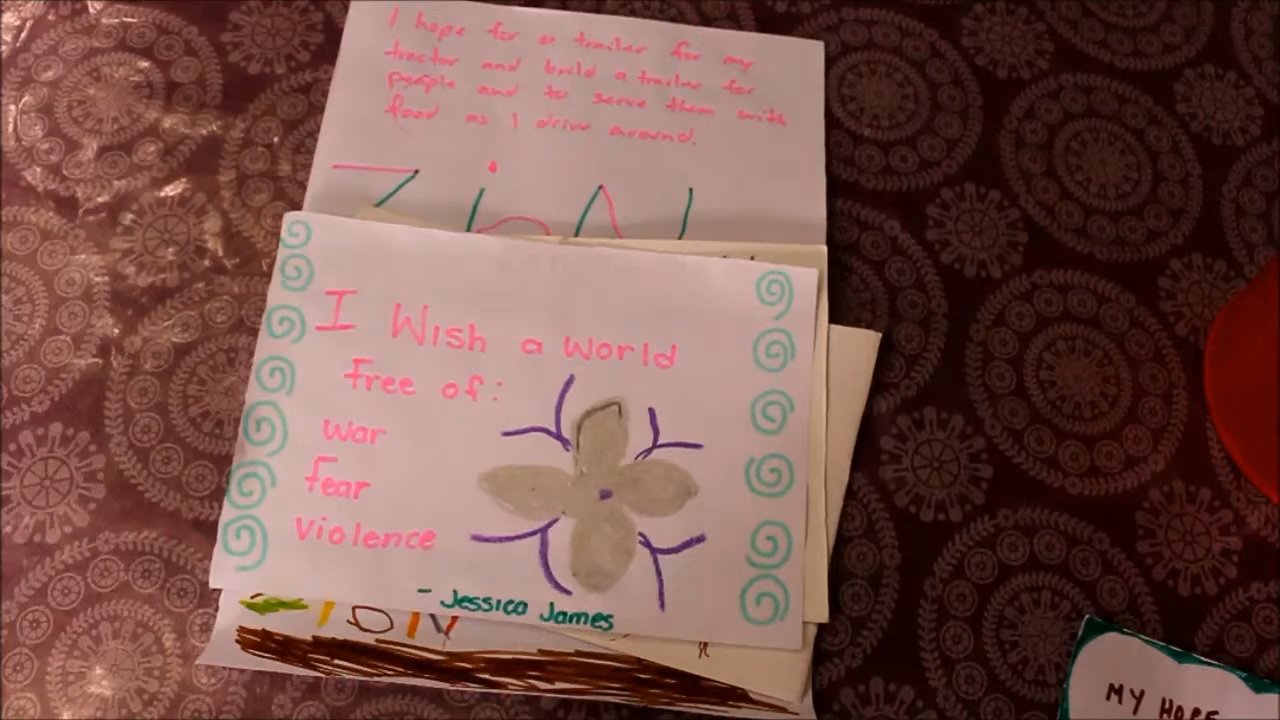 I hope for a trailer for my
tractor and build a trailer for
people and to serve them with
food as I drive around.
ZiON
I Wish a World
free of:
war
fear
violence
- Jessica James
MY HOPE